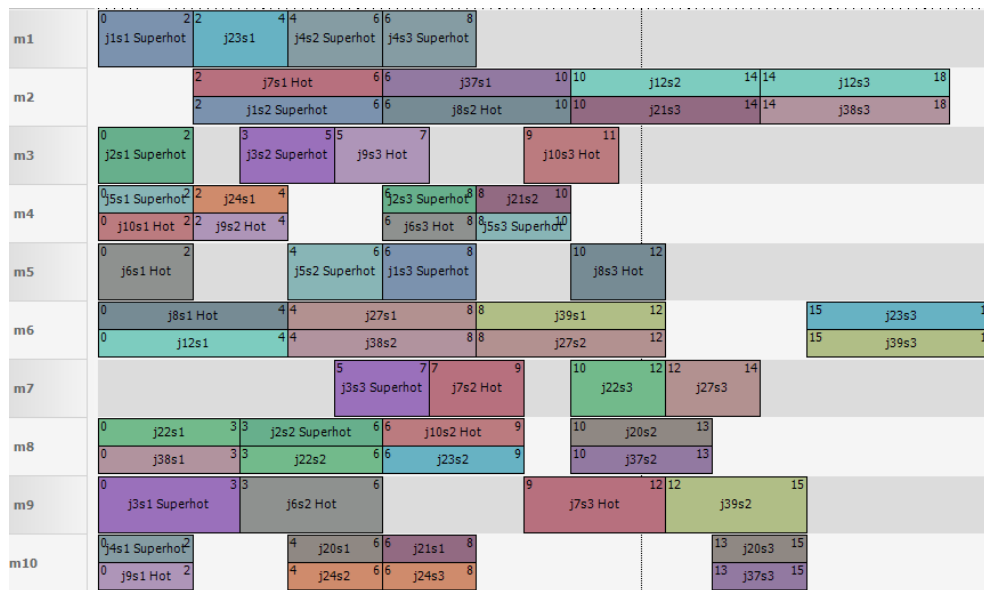 m1
0 2 2 4 4 6 6 8
j1s1 Superhot j23s1 j4s2 Superhot j4s3 Superhot
m2
2 j7s1 Hot 6 6 j37s1 10 10 j12s2 14 14 j12s3 18
2 j1s2 Superhot 6 6 j8s2 Hot 10 10 j21s3 14 14 j38s3 18
m3
0 2 3 5 5 7 9 11
j2s1 Superhot j3s2 Superhot j9s3 Hot j10s3 Hot
m4
0 j5s1 Superhot 2 2 j24s1 4 6 j2s3 Superhot 8 8 j21s2 10
0 j10s1 Hot 2 2 j9s2 Hot 4 6 j6s3 Hot 8 8 j5s3 Superhot 10
m5
0 2 4 6 6 8 10 12
j6s1 Hot j5s2 Superhot j1s3 Superhot j8s3 Hot
m6
0 j8s1 Hot 4 4 j27s1 8 8 j39s1 12 15 j23s3
0 j12s1 4 4 j38s2 8 8 j27s2 12 15 j39s3
m7
5 7 7 9 10 12 12 14
j3s3 Superhot j7s2 Hot j22s3 j27s3
m8
0 j22s1 3 3 j2s2 Superhot 6 6 j10s2 Hot 9 10 j20s2 13
0 j38s1 3 3 j22s2 6 6 j23s2 9 10 j37s2 13
m9
0 3 3 6 9 12 12 15
j3s1 Superhot j6s2 Hot j7s3 Hot j39s2
m10
0 j4s1 Superhot 2 4 j20s1 6 6 j21s1 8 13 j20s3 15
0 j9s1 Hot 2 4 j24s2 6 6 j24s3 8 13 j37s3 15